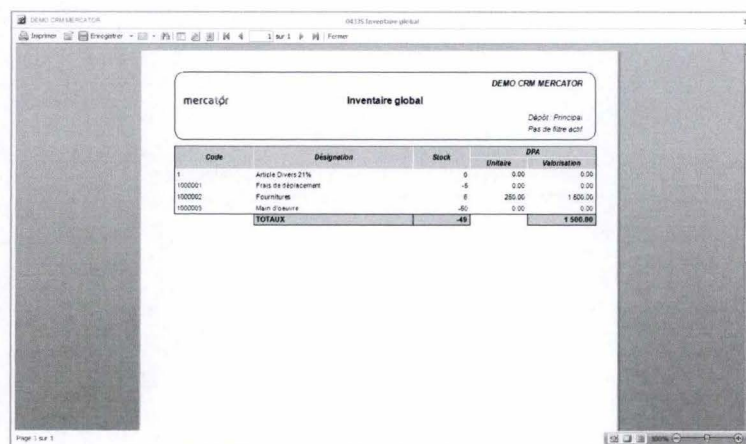 DEMO CRM MERCATOR
04335 Inventaire global
Imprimer Enregistrer 1 sur 1 Fermer
DEMO CRM MERCATOR
mercator Inventaire global
Dépôt Principal
Pas de filtre actif
Code Désignation Stock DPA
Unitaire Valorisation
1 Article Divers 21% 0.00 0.00
1000001 Frais de déplacement -5 0.00 0.00
1000002 Fournitures 6 250.00 1 500.00
1000003 Main d'oeuvre -50 0.00 0.00
TOTAUX -49 1 500.00
Page 1 sur 1 100%